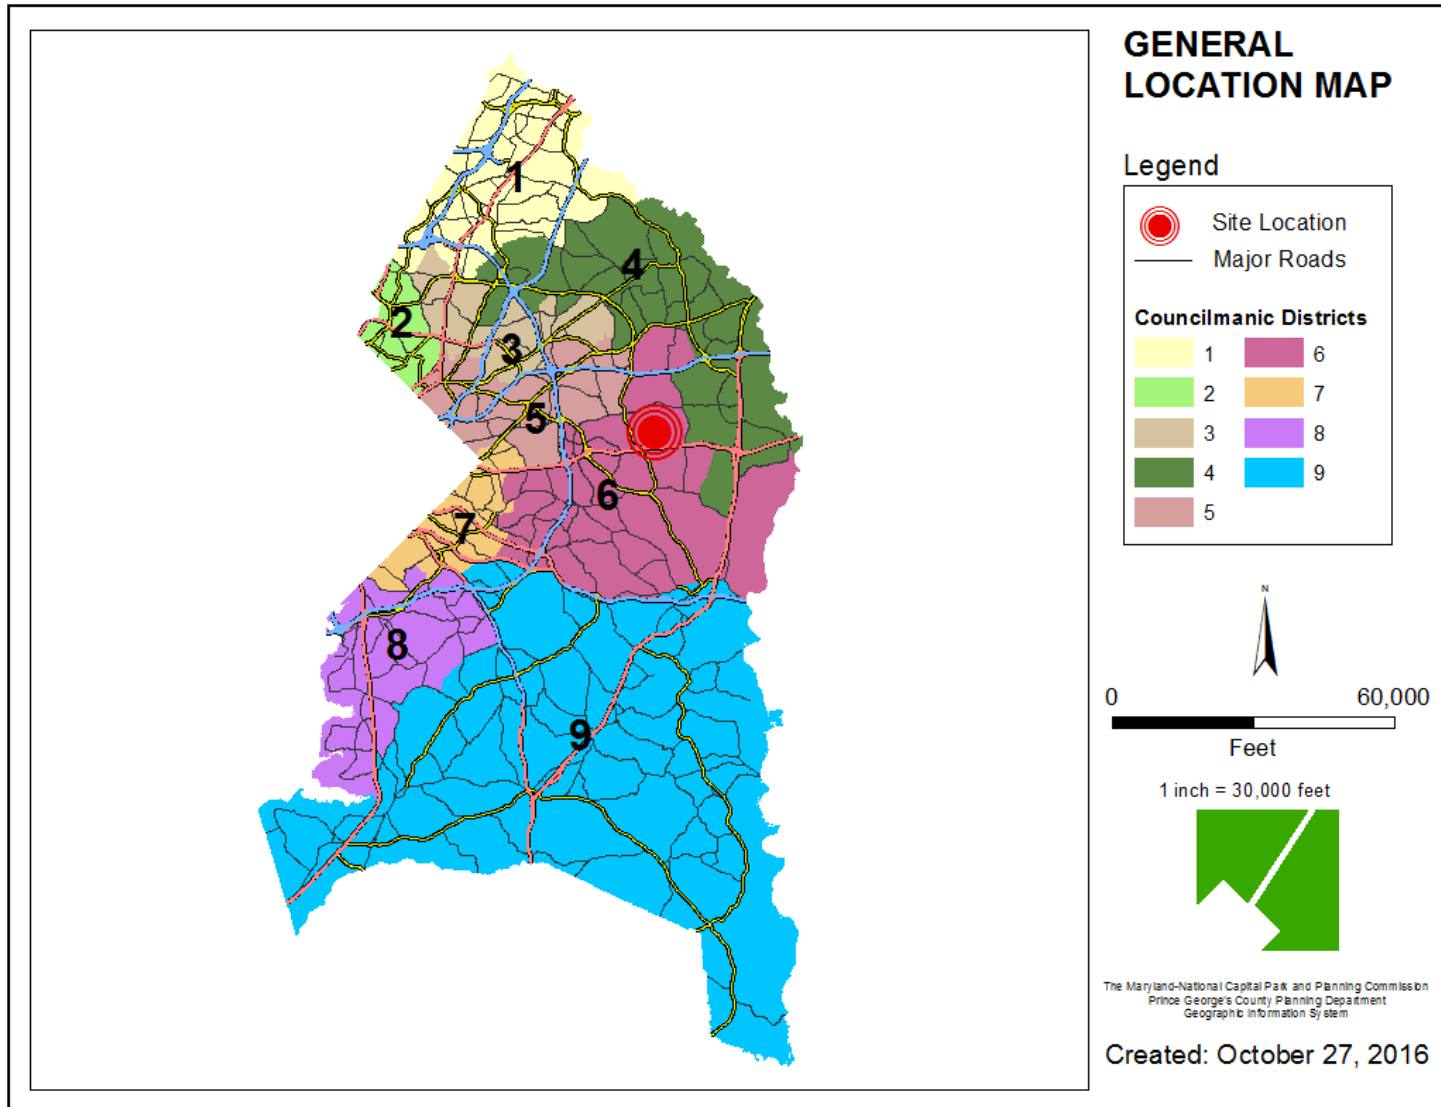 GENERAL
LOCATION MAP
Legend
Site Location
Major Roads
Councilmanic Districts
1 6
2 7
3 8
4 9
5
1
4
2
3
5
6
7
8
9
N
0 60,000
Feet
1 inch = 30,000 feet
The Maryland-National Capital Park and Planning Commission
Prince George's County Planning Department
Geographic Information System
Created: October 27, 2016